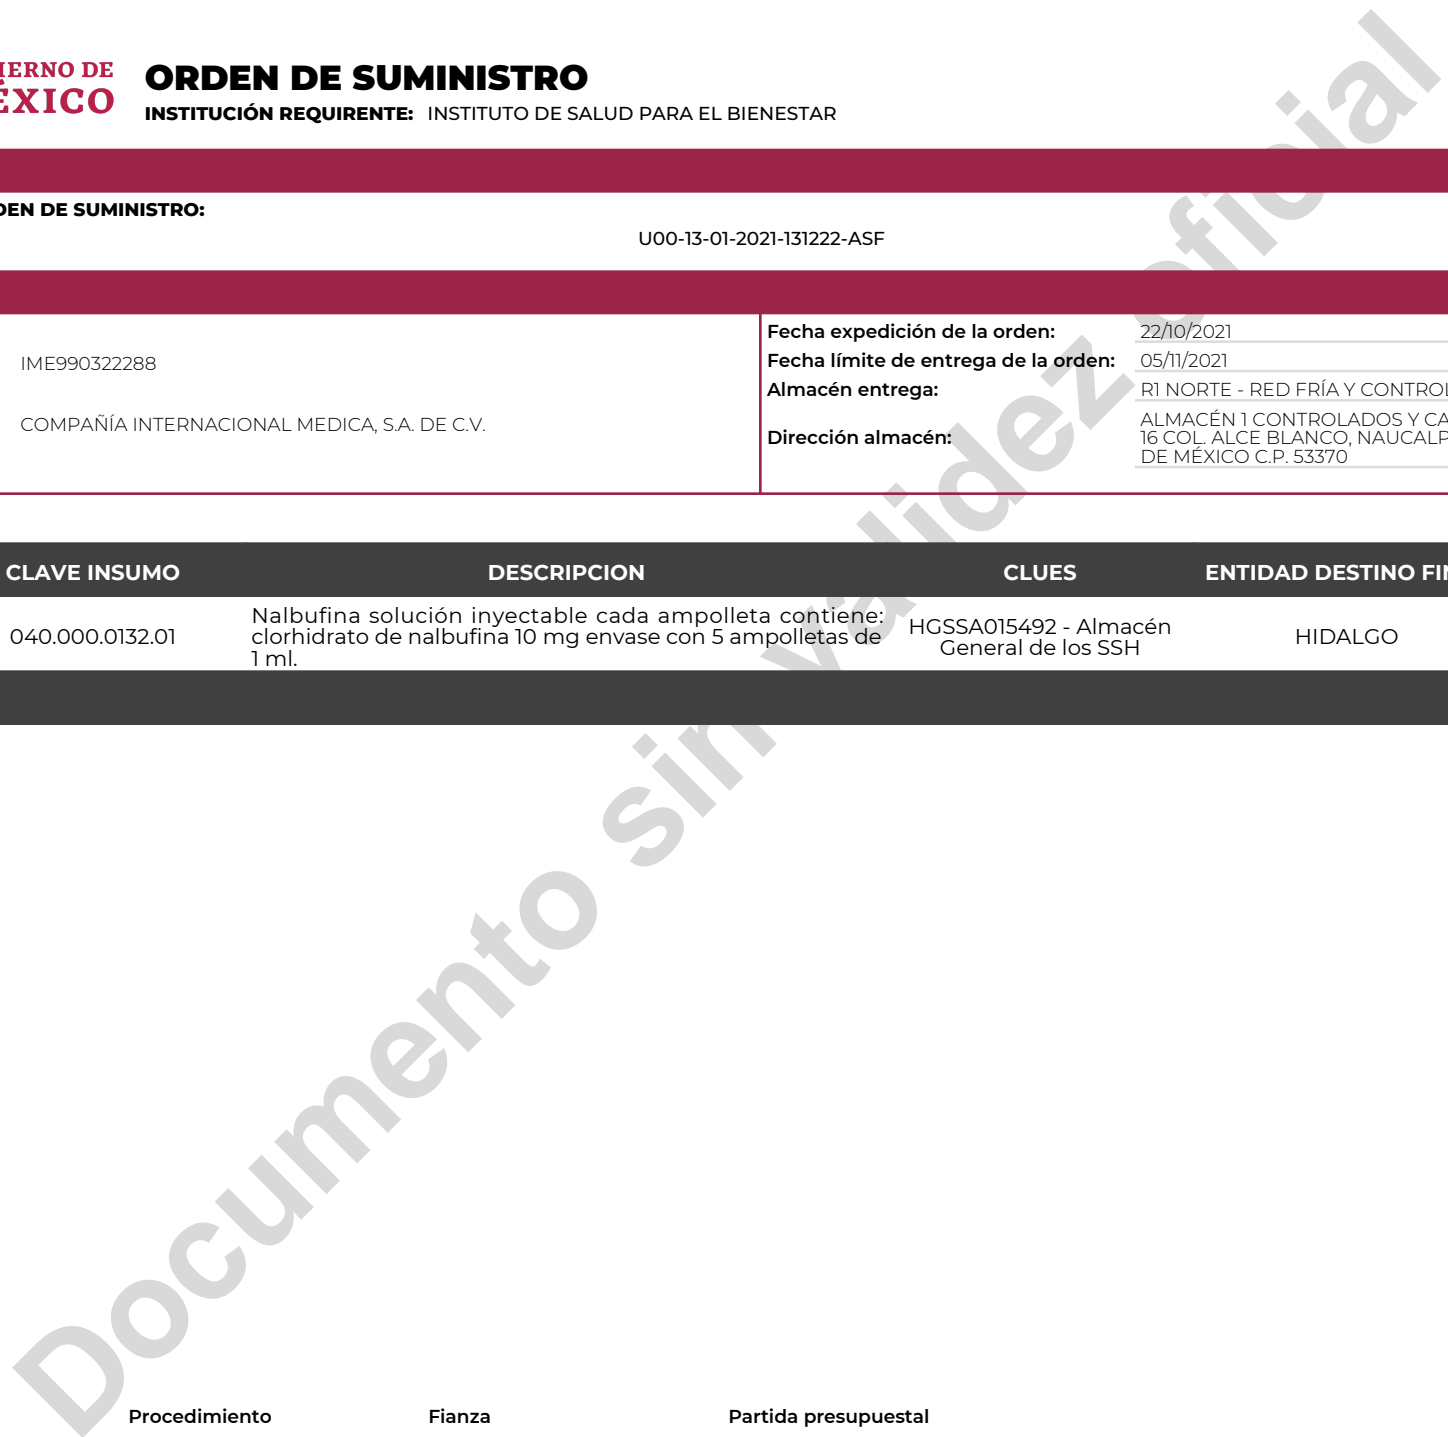 IERNO DE
ÉXICO
ORDEN DE SUMINISTRO
INSTITUCIÓN REQUIRENTE: INSTITUTO DE SALUD PARA EL BIENESTAR
DEN DE SUMINISTRO:
U00-13-01-2021-131222-ASF
IME990322288
COMPAÑÍA INTERNACIONAL MEDICA, S.A. DE C.V.
Fecha expedición de la orden: 22/10/2021
Fecha límite de entrega de la orden: 05/11/2021
Almacén entrega: R1 NORTE - RED FRÍA Y CONTROL
Dirección almacén:
ALMACÉN 1 CONTROLADOS Y CA
16 COL. ALCE BLANCO, NAUCALP
DE MÉXICO C.P. 53370
CLAVE INSUMO DESCRIPCION CLUES ENTIDAD DESTINO FIN
040.000.0132.01
Nalbufina solución inyectable cada ampolleta contiene:
clorhidrato de nalbufina 10 mg envase con 5 ampolletas de
1 ml.
HGSSA015492 - Almacén
General de los SSH
HIDALGO
Documento sin validez oficial
Procedimiento Fianza Partida presupuestal